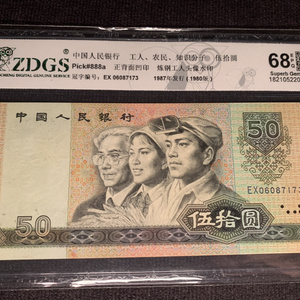 ZDGS
中国人民银行 工人、农民、知识分子 伍拾圆
Pick#888a 正背面凹印 炼钢工人头像水印
冠字编号: EX 06087173 1987年发行 (1980版)
68
Superb Gem
18210522
中国人民银行
50
EX06087173
50
伍拾圆